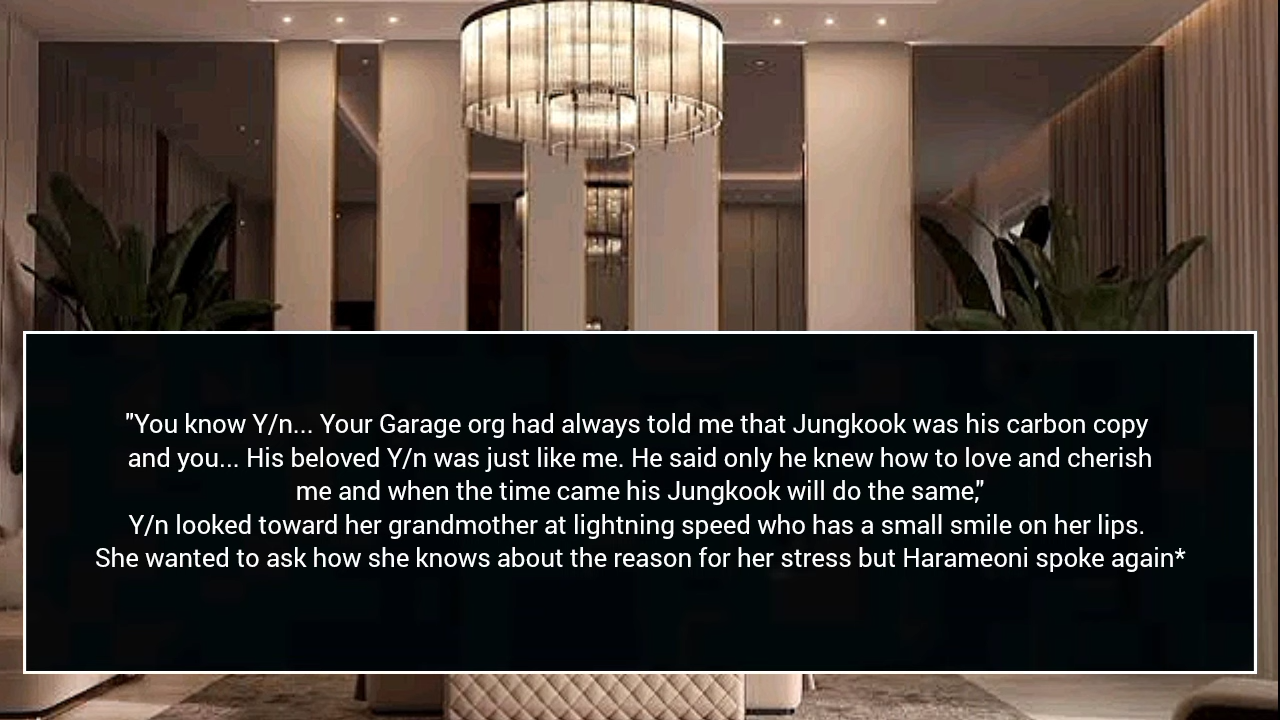 "You know Y/n... Your Garage org had always told me that Jungkook was his carbon copy
and you... His beloved Y/n was just like me. He said only he knew how to love and cherish
me and when the time came his Jungkook will do the same,"
Y/n looked toward her grandmother at lightning speed who has a small smile on her lips.
She wanted to ask how she knows about the reason for her stress but Harameoni spoke again*